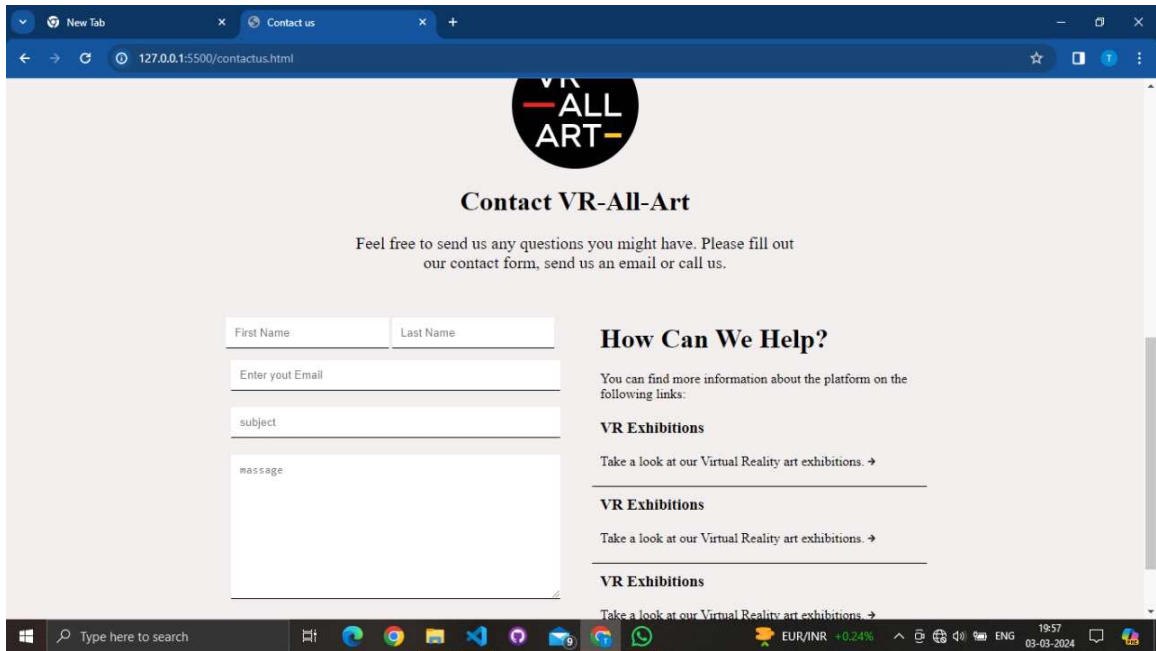 New Tab
Contact us
127.0.0.1:5500/contactus.html
T
VR
ALL
ART
Contact VR-All-Art
Feel free to send us any questions you might have. Please fill out
our contact form, send us an email or call us.
First Name
Last Name
Enter yout Email
subject
massage
How Can We Help?
You can find more information about the platform on the
following links:
VR Exhibitions
Take a look at our Virtual Reality art exhibitions. →
VR Exhibitions
Take a look at our Virtual Reality art exhibitions. →
VR Exhibitions
Take a look at our Virtual Reality art exhibitions. →
Type here to search
9
T
EUR/INR +0.24%
ENG
19:57
03-03-2024